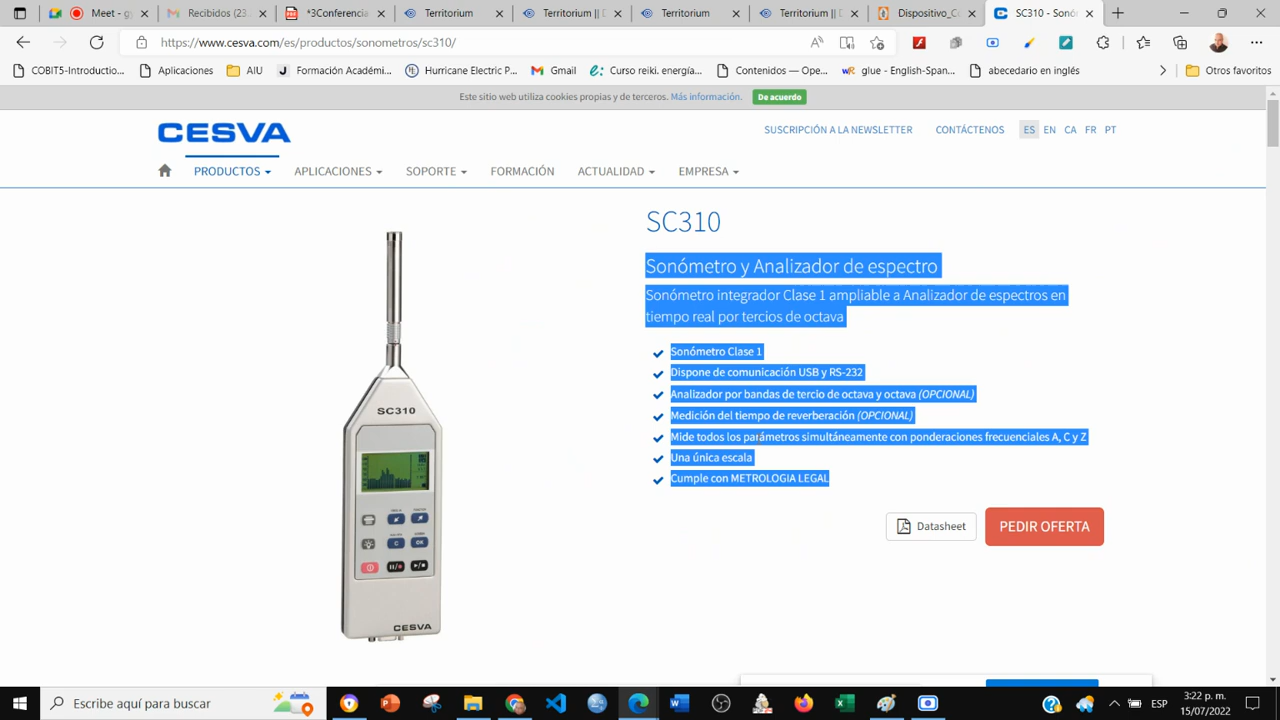 Meet - g
Recibidos (23
*3Conferencia
Territorium
Territorium || D
Territorium
Territorium || D
Dispositivo_Co
SC310 - Sonó
https://www.cesva.com/es/productos/sonometros/sc310/
COBIT5-Introductio...
Aplicaciones
AIU
Formación Académi...
Hurricane Electric P...
Gmail
Curso reiki. energía...
Contenidos — Ope...
glue - English-Span...
abecedario en inglés
Otros favoritos
Este sitio web utiliza cookies propias y de terceros. Más información. De acuerdo
CESVA
SUSCRIPCIÓN A LA NEWSLETTER CONTÁCTENOS ES EN CA FR PT
PRODUCTOS APLICACIONES SOPORTE FORMACIÓN ACTUALIDAD EMPRESA
SC310
Sonómetro y Analizador de espectro
Sonómetro integrador Clase 1 ampliable a Analizador de espectros en
tiempo real por tercios de octava
Sonómetro Clase 1
Dispone de comunicación USB y RS-232
Analizador por bandas de tercio de octava y octava (OPCIONAL)
Medición del tiempo de reverberación (OPCIONAL)
Mide todos los parámetros simultáneamente con ponderaciones frecuenciales A, C y Z
Una única escala
Cumple con METROLOGIA LEGAL
SC310
C OK
CESVA
Datasheet
PEDIR OFERTA
Escribe aquí para buscar
ESP
3:22 p. m.
15/07/2022